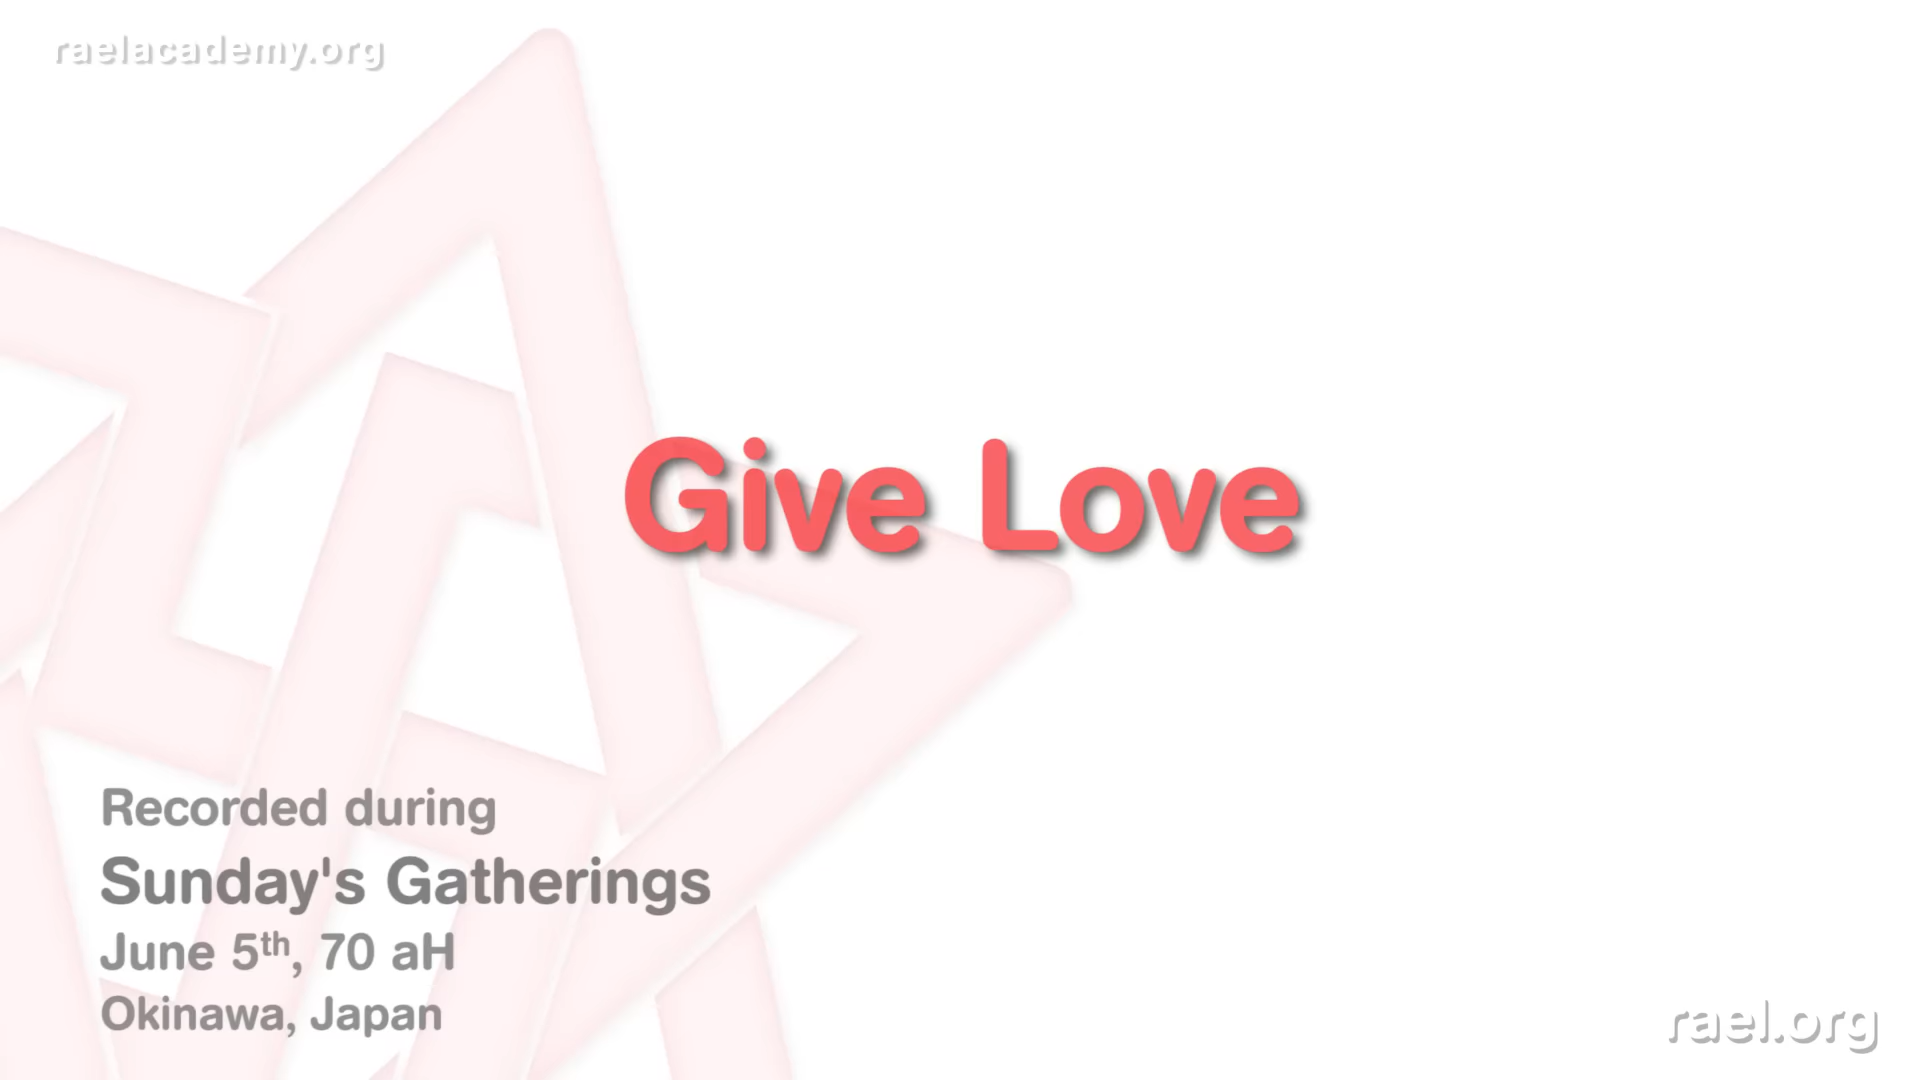 raelacademy.org
Give Love
Recorded during
Sunday's Gatherings
June 5th, 70 aH
Okinawa, Japan
rael.org